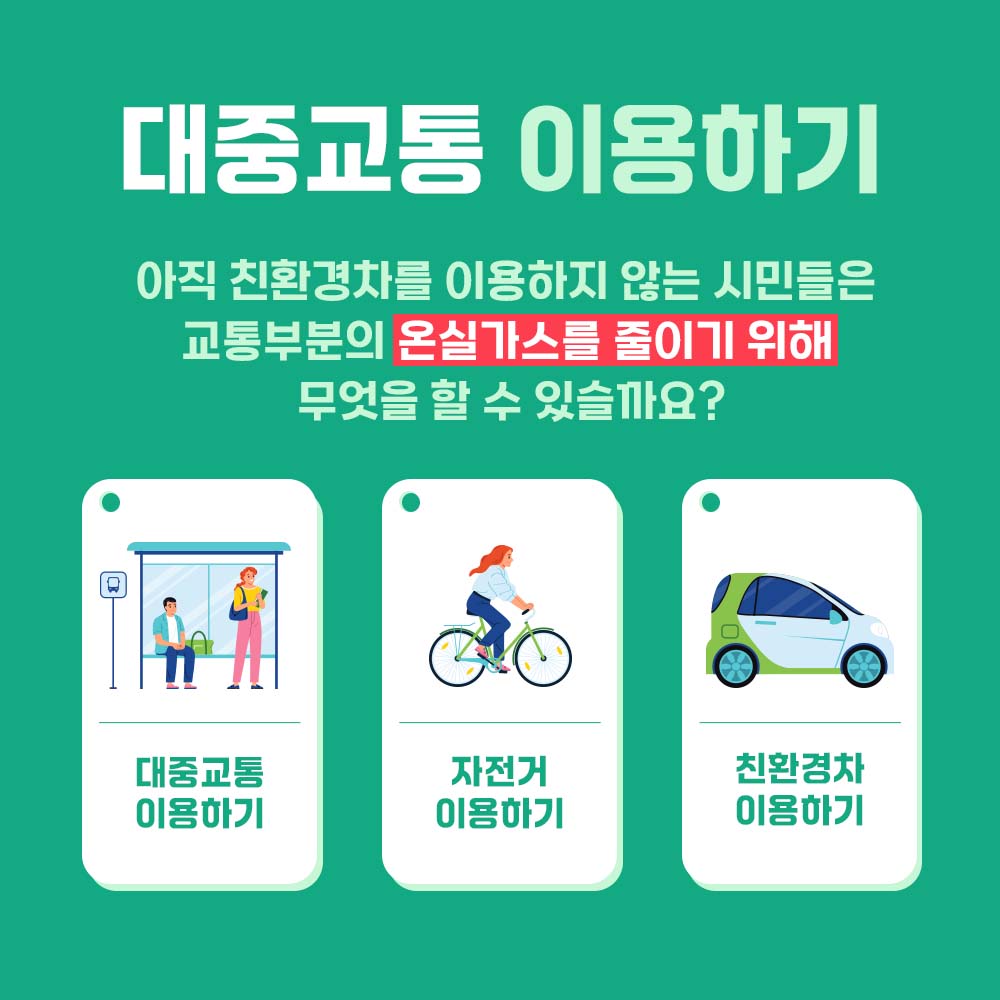 대중교통 이용하기
아직 친환경차를 이용하지 않는 시민들은
교통부분의 온실가스를 줄이기 위해
무엇을 할 수 있슬까요?
대중교통
이용하기
자전거
이용하기
친환경차
이용하기